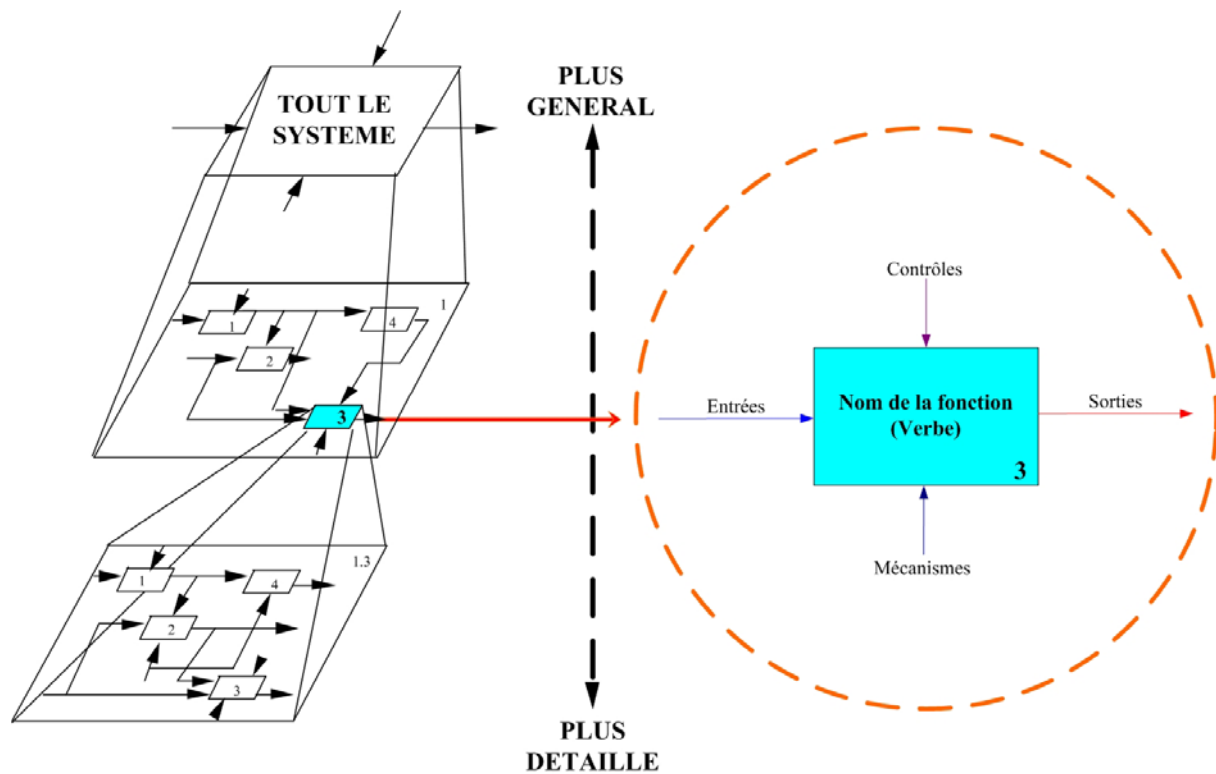 TOUT LE
SYSTEME
1
1
4
2
3
1.3
1
4
2
3
PLUS
GENERAL
PLUS
DETAILLE
Contrôles
Entrées
Nom de la fonction
(Verbe)
3
Sorties
Mécanismes